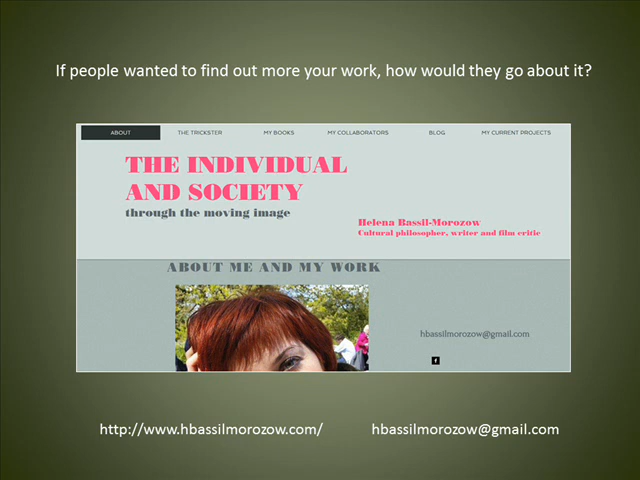 If people wanted to find out more your work, how would they go about it?
ABOUT THE TRICKSTER MY BOOKS MY COLLABORATORS BLOG MY CURRENT PROJECTS
THE INDIVIDUAL
AND SOCIETY
through the moving image
Helena Bassil-Morozow
Cultural philosopher, writer and film critic
ABOUT ME AND MY WORK
hbassilmorozow@gmail.com
f
http://www.hbassilmorozow.com/ hbassilmorozow@gmail.com